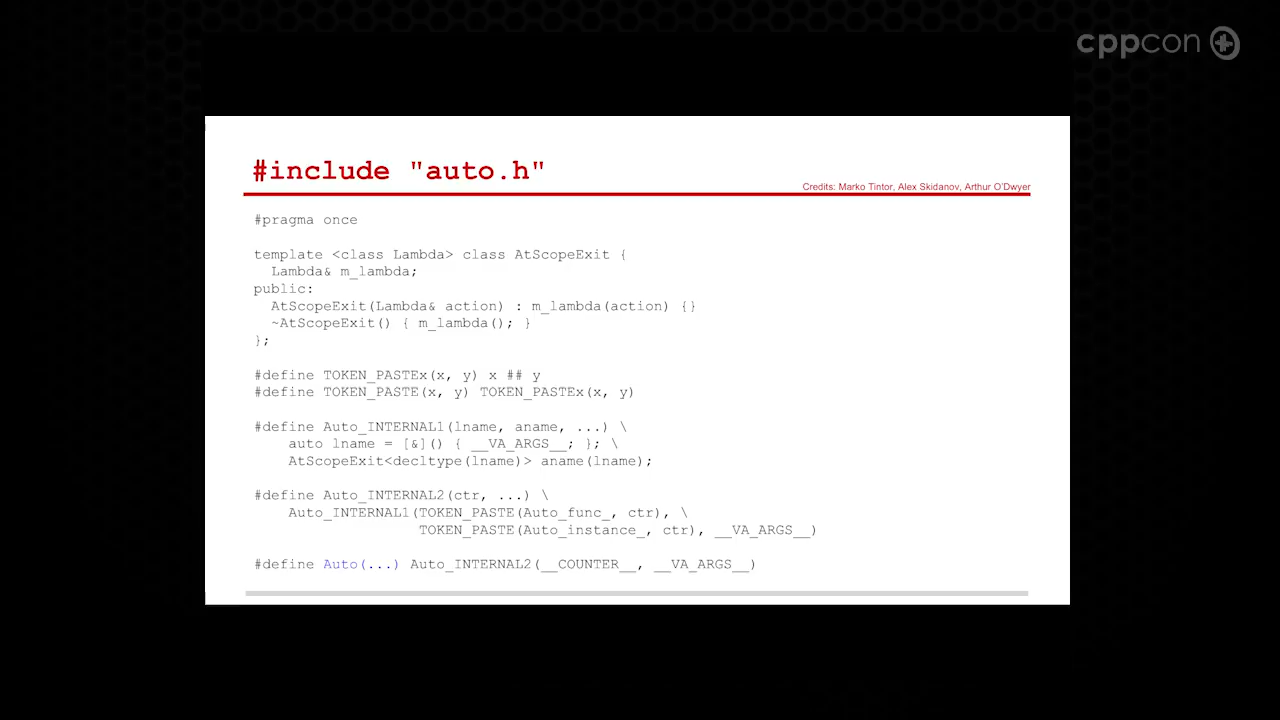 cppcon
#include "auto.h"
Credits: Marko Tintor, Alex Skidanov, Arthur O'Dwyer
#pragma once
template <class Lambda> class AtScopeExit {
  Lambda& m_lambda;
public:
  AtScopeExit(Lambda& action) : m_lambda(action) {}
  ~AtScopeExit() { m_lambda(); }
};
#define TOKEN_PASTEx(x, y) x ## y
#define TOKEN_PASTE(x, y) TOKEN_PASTEx(x, y)
#define Auto_INTERNAL1(lname, aname, ...) \
    auto lname = [&]() { __VA_ARGS__; }; \
    AtScopeExit<decltype(lname)> aname(lname);
#define Auto_INTERNAL2(ctr, ...) \
    Auto_INTERNAL1(TOKEN_PASTE(Auto_func_, ctr), \
                   TOKEN_PASTE(Auto_instance_, ctr), __VA_ARGS__)
#define Auto(...) Auto_INTERNAL2(__COUNTER__, __VA_ARGS__)